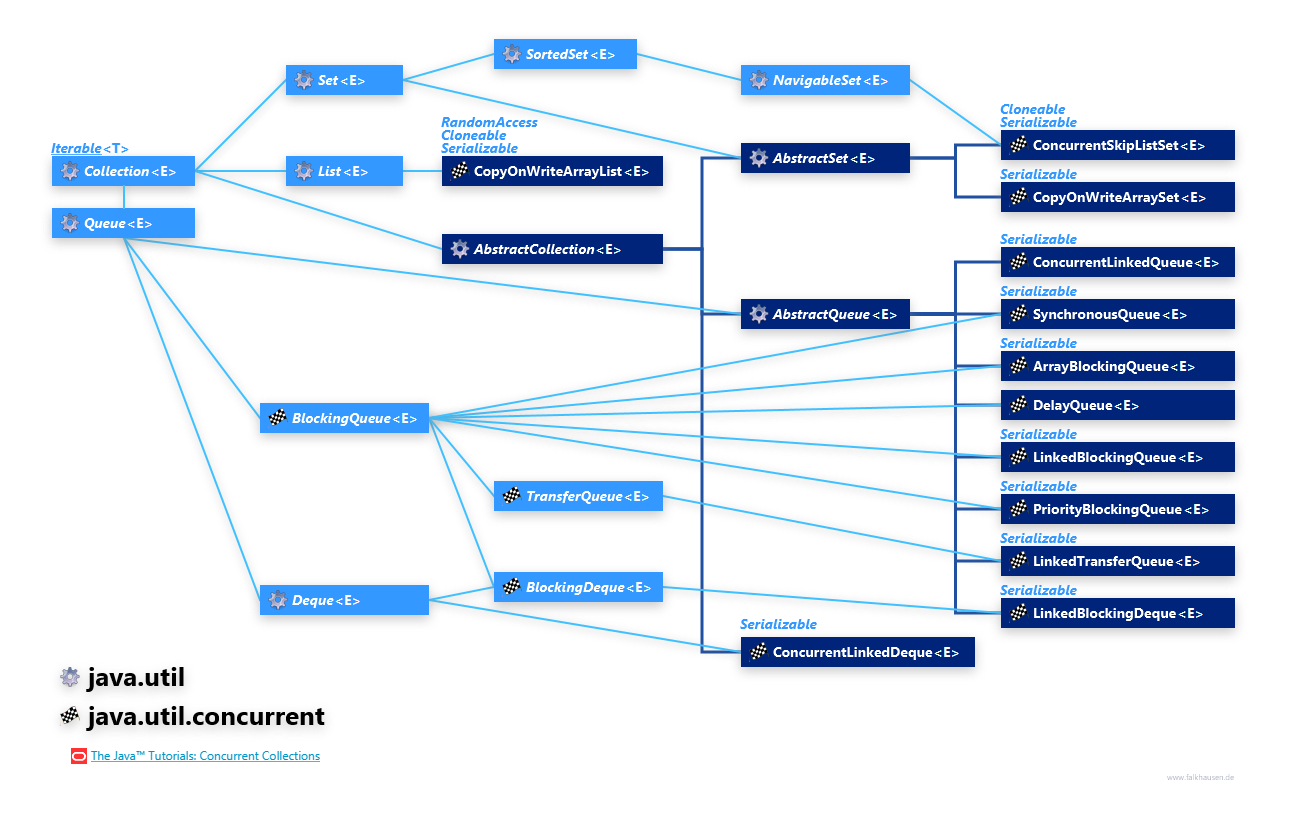 SortedSet<E>
Set<E>
NavigableSet<E>
RandomAccess
Cloneable
Serializable
Cloneable
Serializable
ConcurrentSkipListSet<E>
Iterable<T>
Collection<E>
List<E>
CopyOnWriteArrayList<E>
AbstractSet<E>
Serializable
CopyOnWriteArraySet<E>
Queue<E>
AbstractCollection<E>
Serializable
ConcurrentLinkedQueue<E>
AbstractQueue<E>
Serializable
SynchronousQueue<E>
Serializable
ArrayBlockingQueue<E>
DelayQueue<E>
BlockingQueue<E>
Serializable
LinkedBlockingQueue<E>
TransferQueue<E>
Serializable
PriorityBlockingQueue<E>
Serializable
LinkedTransferQueue<E>
Deque<E>
BlockingDeque<E>
Serializable
LinkedBlockingDeque<E>
Serializable
ConcurrentLinkedDeque<E>
java.util
java.util.concurrent
The Java™ Tutorials: Concurrent Collections
www.falkhausen.de